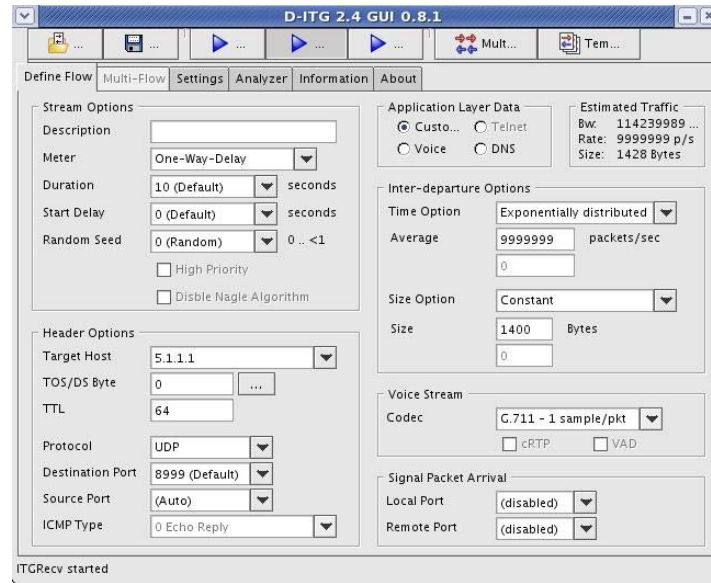 D-ITG 2.4 GUI 0.8.1
... ... ... ... ... Mult... Tem...
Define Flow Multi-Flow Settings Analyzer Information About
Stream Options
Description
Meter One-Way-Delay
Duration 10 (Default) seconds
Start Delay 0 (Default) seconds
Random Seed 0 (Random) 0 .. <1
High Priority
Disble Nagle Algorithm
Header Options
Target Host 5.1.1.1
TOS/DS Byte 0 ...
TTL 64
Protocol UDP
Destination Port 8999 (Default)
Source Port (Auto)
ICMP Type 0 Echo Reply
Application Layer Data
Custo... Telnet
Voice DNS
Estimated Traffic
Bw: 114239989 ...
Rate: 9999999 p/s
Size: 1428 Bytes
Inter-departure Options
Time Option Exponentially distributed
Average 9999999 packets/sec
0
Size Option Constant
Size 1400 Bytes
0
Voice Stream
Codec G.711 - 1 sample/pkt
cRTP VAD
Signal Packet Arrival
Local Port (disabled)
Remote Port (disabled)
ITGRecv started